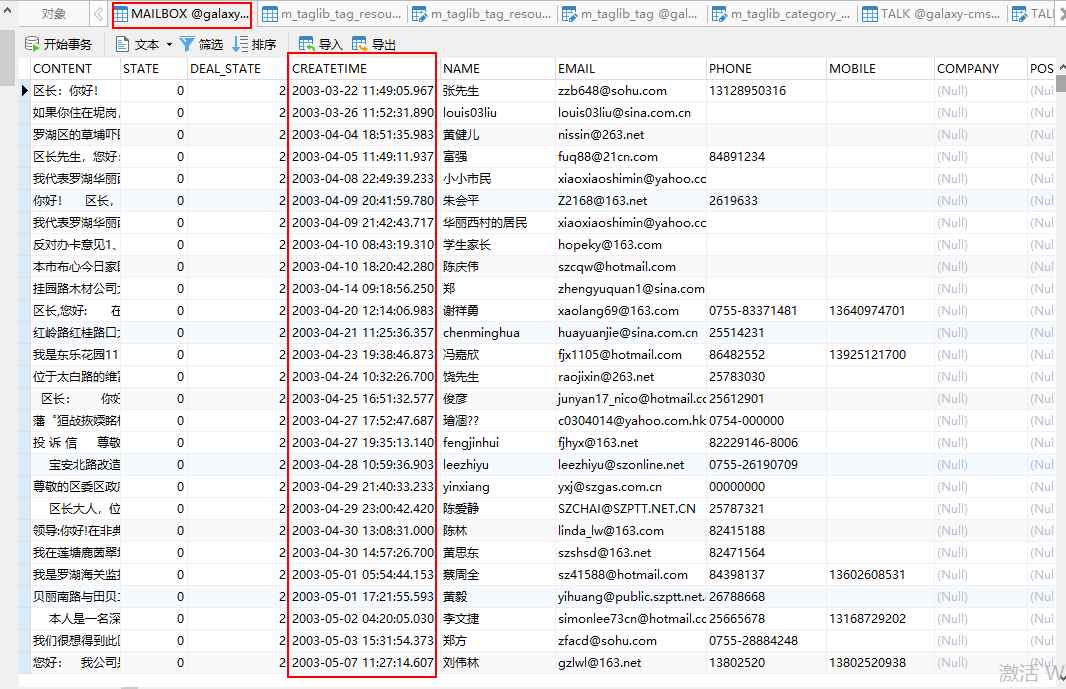 对象 MAILBOX @galaxy... m_taglib_tag_resou... m_taglib_tag_resou... m_taglib_tag @gal... m_taglib_category_... TALK @galaxy-cms... TALI
开始事务 文本 筛选 排序 导入 导出
CONTENT STATE DEAL_STATE CREATETIME NAME EMAIL PHONE MOBILE COMPANY POS
区长：你好! 0 2 2003-03-22 11:49:05.967 张先生 zzb648@sohu.com 13128950316 (Null) (Nul
如果你住在坭岗, 0 2 2003-03-26 11:52:31.890 louis03liu louis03liu@sina.com.cn (Null) (Nul
罗湖区的草埔吓 0 2 2003-04-04 18:51:35.983 黄健儿 nissin@263.net (Null) (Nul
区长先生，您好: 0 2 2003-04-05 11:49:11.937 富强 fuq88@21cn.com 84891234 (Null) (Nul
我代表罗湖华丽西 0 2 2003-04-08 22:49:39.233 小小市民 xiaoxiaoshimin@yahoo.cc (Null) (Nul
你好! 区长, 0 2 2003-04-09 20:41:59.780 朱会平 Z2168@163.net 2619633 (Null) (Nul
我代表罗湖华丽西 0 2 2003-04-09 21:42:43.717 华丽西村的居民 xiaoxiaoshimin@yahoo.cc (Null) (Nul
反对办卡意见1、 0 2 2003-04-10 08:43:19.310 学生家长 hopeky@163.com (Null) (Nul
本市布心今日家园 0 2 2003-04-10 18:20:42.280 陈庆伟 szcqw@hotmail.com (Null) (Nul
挂园路木材公司 0 2 2003-04-14 09:18:56.250 郑 zhengyuquan1@sina.com (Null) (Nul
区长,您好: 在 0 2 2003-04-20 12:14:06.983 谢祥勇 xaolang69@163.com 0755-83371481 13640974701 (Null) (Nul
红岭路红桂路口 0 2 2003-04-21 11:25:36.357 chenminghua huayuanjie@sina.com.cn 25514231 (Null) (Nul
我是东乐花园11 0 2 2003-04-23 19:38:46.873 冯嘉欣 fjx1105@hotmail.com 86482552 13925121700 (Null) (Nul
位于太白路的维富 0 2 2003-04-24 10:32:26.700 饶先生 raojixin@263.net 25783030 (Null) (Nul
区长： 你好 0 2 2003-04-25 16:51:32.577 俊彦 junyan17_nico@hotmail.cc 25612901 (Null) (Nul
0 2 2003-04-27 17:52:47.687 c0304014@yahoo.com.hk 0754-000000 (Null) (Nul
投 诉 信 尊敬 0 2 2003-04-27 19:35:13.140 fengjinhui fjhyx@163.net 82229146-8006 (Null) (Nul
宝安北路改造 0 2 2003-04-28 10:59:36.903 leezhiyu leezhiyu@szonline.net 0755-26190709 (Null) (Nul
尊敬的区委区政府 0 2 2003-04-29 21:40:33.233 yinxiang yxj@szgas.com.cn 00000000 (Null) (Nul
区长大人，位 0 2 2003-04-29 23:00:42.420 陈爱静 SZCHAI@SZPTT.NET.CN 25787321 (Null) (Nul
领导:你好!在非典 0 2 2003-04-30 13:08:31.000 陈林 linda_lw@163.com 82415188 (Null) (Nul
我在莲塘鹿茵翠 0 2 2003-04-30 14:57:26.700 黄思东 szshsd@163.net 82471564 (Null) (Nul
我是罗湖海关监 0 2 2003-05-01 05:54:44.153 蔡周全 sz41588@hotmail.com 84398137 13602608531 (Null) (Nul
贝丽南路与田贝二 0 2 2003-05-01 17:21:55.593 黄毅 yihuang@public.szptt.net. 26788668 (Null) (Nul
本人是一名深 0 2 2003-05-02 04:20:05.030 李文捷 simonlee73cn@hotmail.cc 25665678 13168729202 (Null) (Nul
我们很想得到此 0 2 2003-05-03 15:31:54.373 郑方 zfacd@sohu.com 0755-28884248 (Null) (Nul
您好: 我公司是 0 2 2003-05-07 11:27:14.607 刘伟林 gzlwl@163.net 13802520 13802520938 (Null) (Nul
激活 W